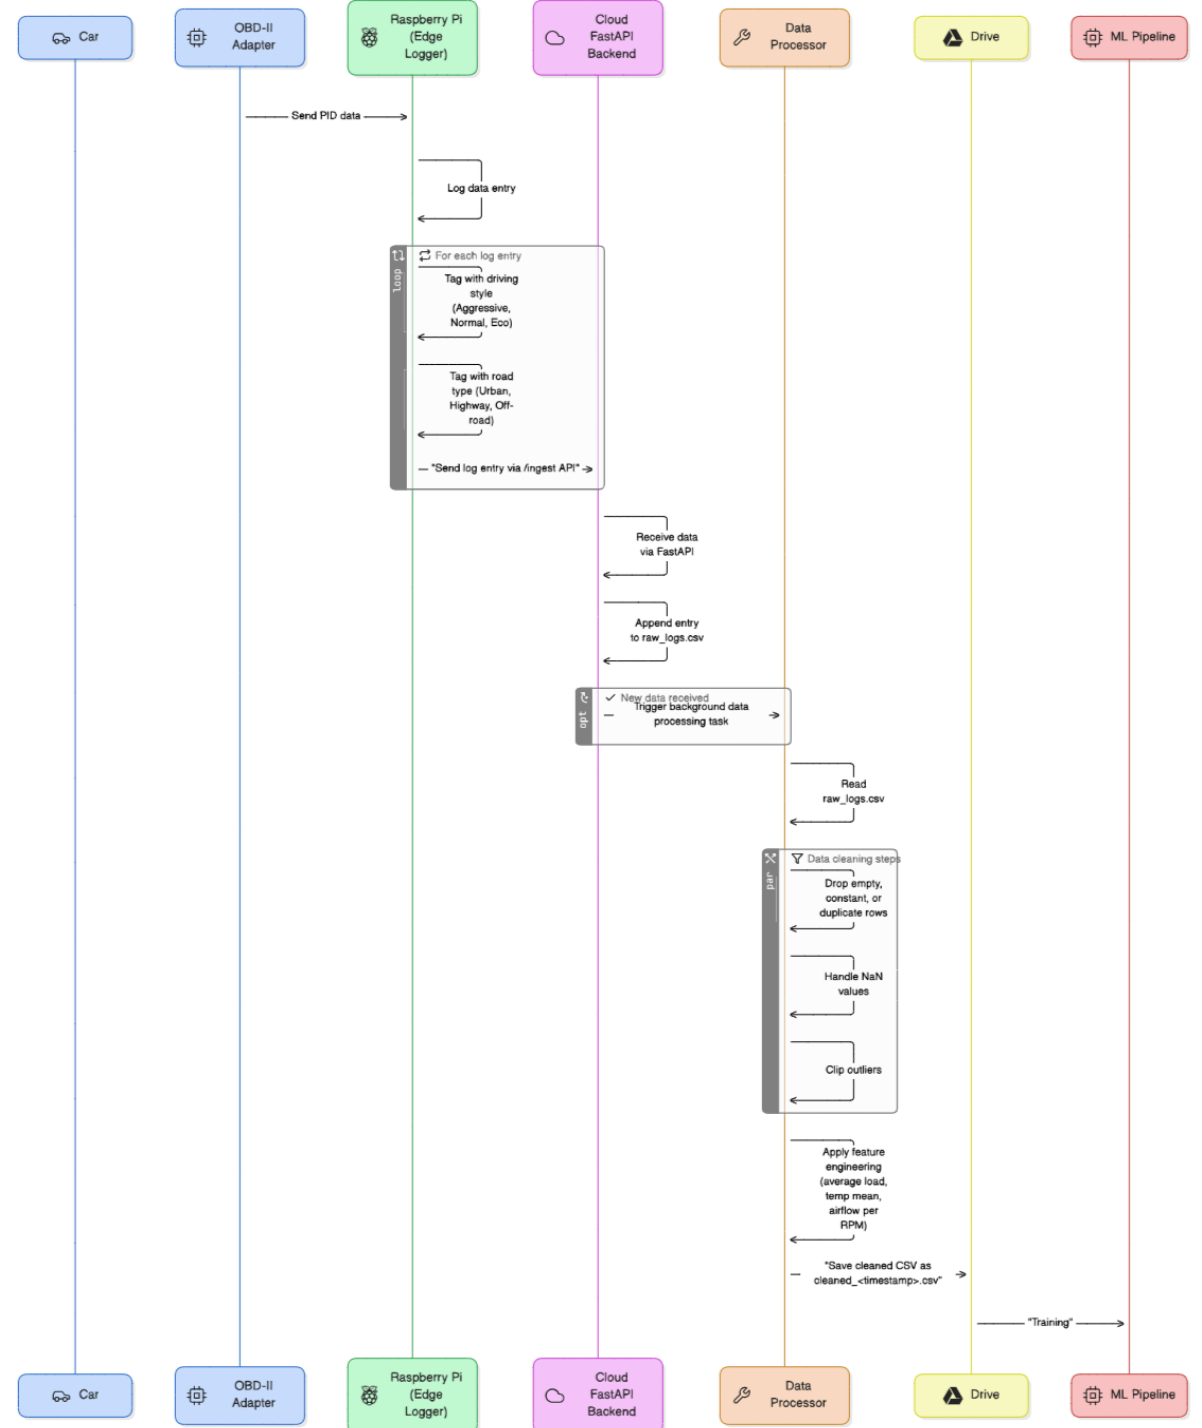 Car
OBD-II
Adapter
Raspberry Pi
(Edge
Logger)
Cloud
FastAPI
Backend
Data
Processor
Drive
ML Pipeline
Send PID data
Log data entry
loop
For each log entry
Tag with driving
style
(Aggressive,
Normal, Eco)
Tag with road
type (Urban,
Highway, Off-
road)
"Send log entry via /ingest API"
Receive data
via FastAPI
Append entry
to raw_logs.csv
opt
New data received
Trigger background data
processing task
Read
raw_logs.csv
par
Data cleaning steps
Drop empty,
constant, or
duplicate rows
Handle NaN
values
Clip outliers
Apply feature
engineering
(average load,
temp mean,
airflow per
RPM)
"Save cleaned CSV as
cleaned_<timestamp>.csv"
"Training"
Car
OBD-II
Adapter
Raspberry Pi
(Edge
Logger)
Cloud
FastAPI
Backend
Data
Processor
Drive
ML Pipeline